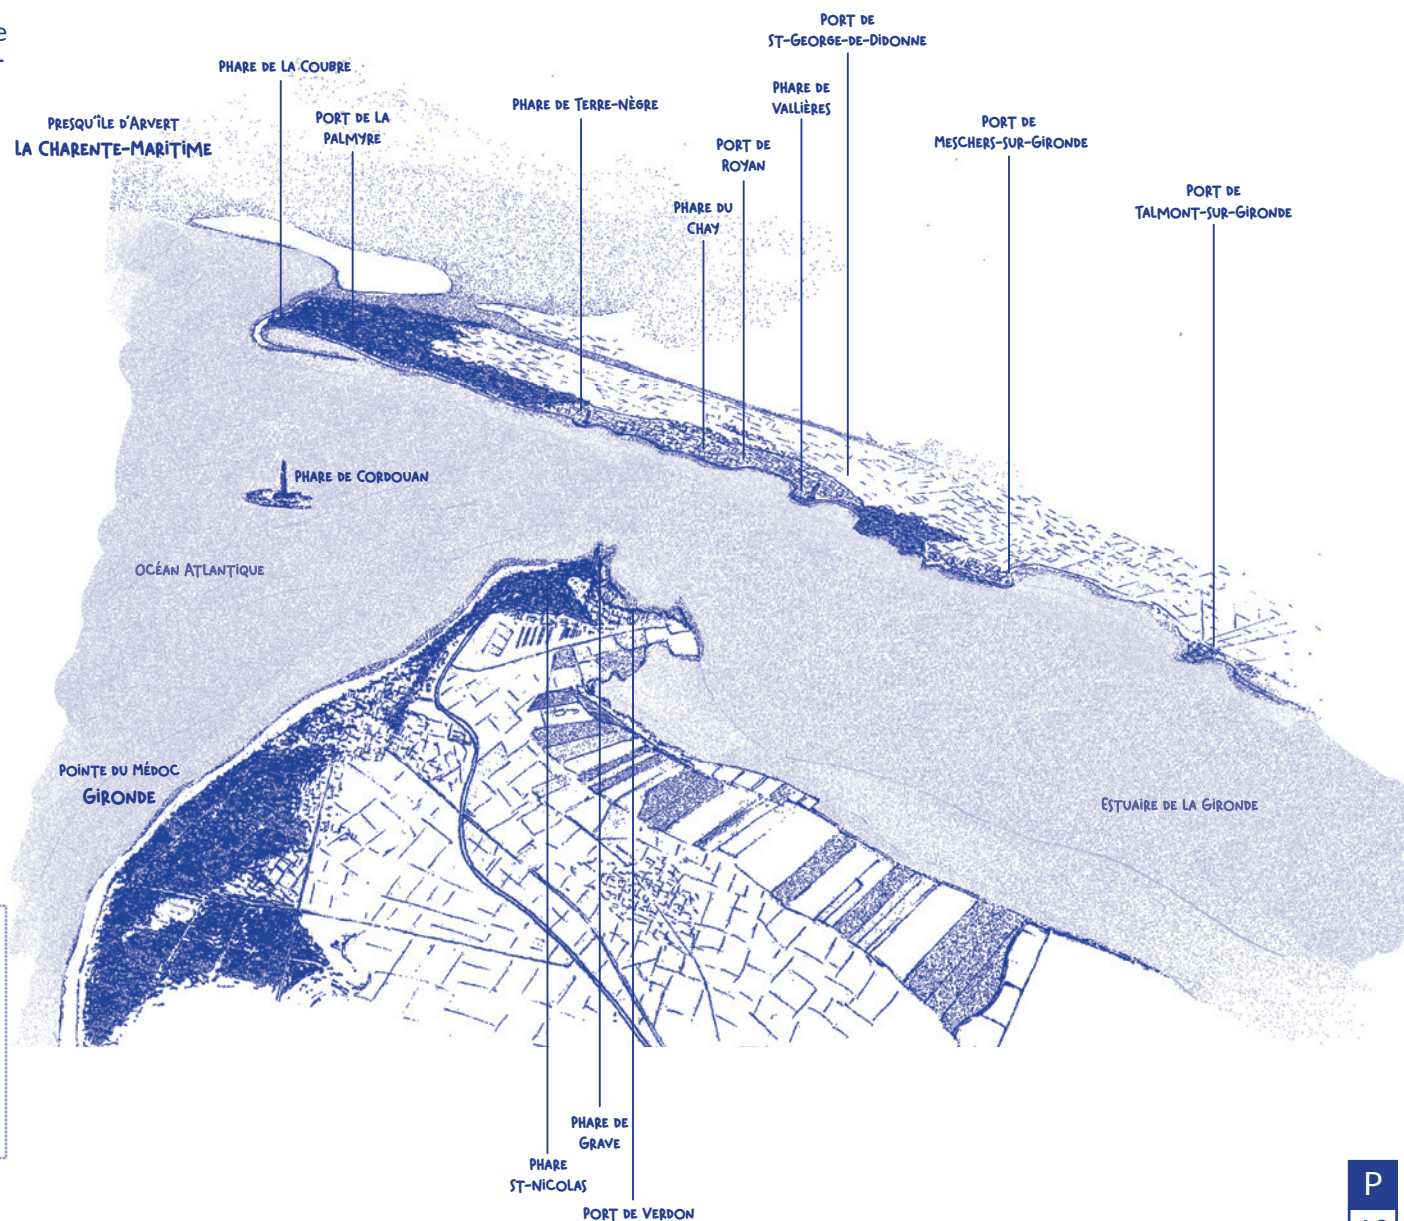 e
PORT DE
ST-GEORGE-DE-DIDONNE
PHARE DE LA COUBRE
PHARE DE TERRE-NÈGRE
PHARE DE
VALLIÈRES
PRESQU'ÎLE D'ARVERT
LA CHARENTE-MARITIME
PORT DE LA
PALMYRE
PORT DE
MESCHERS-SUR-GIRONDE
PORT DE
ROYAN
PORT DE
TALMONT-SUR-GIRONDE
PHARE DU
CHAY
PHARE DE CORDOUAN
OCÉAN ATLANTIQUE
POINTE DU MÉDOC
GIRONDE
ESTUAIRE DE LA GIRONDE
PHARE DE
GRAVE
PHARE
ST-NICOLAS
PORT DE VERDON
P